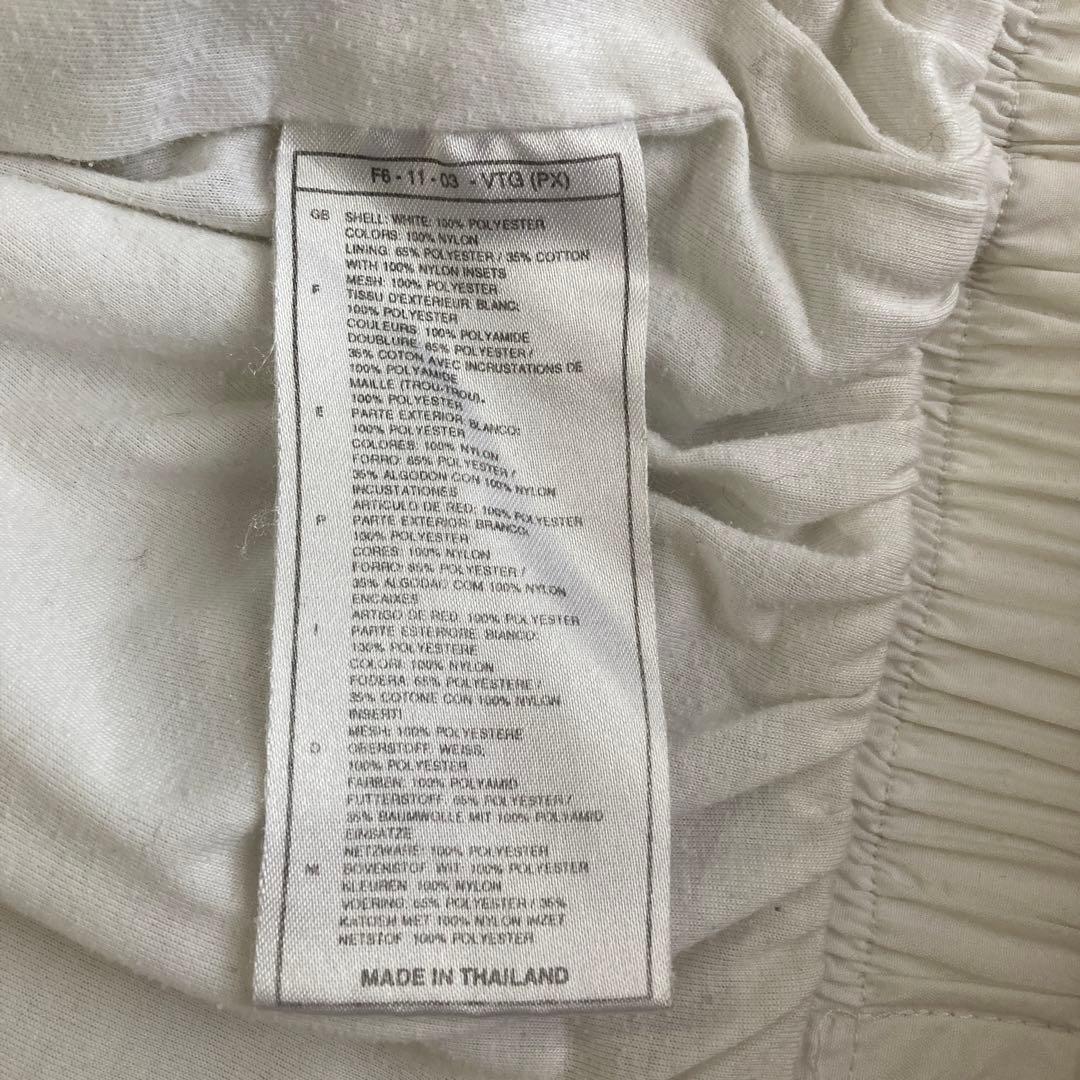 F6 - 11 - 03 - VTG (PX)
GB SHELL: WHITE: 100% POLYESTER
COLORS: 100% NYLON
LINING: 65% POLYESTER / 35% COTTON
WITH 100% NYLON INSETS
MESH: 100% POLYESTER
F TISSU D'EXTERIEUR: BLANC:
100% POLYESTER
COULEURS: 100% POLYAMIDE
DOUBLURE: 65% POLYESTER /
35% COTON AVEC INCRUSTATIONS DE
100% POLYAMIDE
MAILLE (TROU-TROU).
100% POLYESTER
E PARTE EXTERIOR: BLANCO:
100% POLYESTER
COLORES: 100% NYLON
FORRO: 65% POLYESTER /
35% ALGODON CON 100% NYLON
INCUSTATIONES
ARTICULO DE RED: 100% POLYESTER
P PARTE EXTERIOR: BRANCO:
100% POLYESTER
CORES: 100% NYLON
FORRO: 65% POLYESTER /
35% ALGODAO COM 100% NYLON
ENCAIXES
ARTIGO DE RED: 100% POLYESTER
I PARTE ESTERIORE: BIANCO:
100% POLYESTERE
COLORI: 100% NYLON
FODERA: 65% POLYESTERE /
35% COTONE CON 100% NYLON
INSERTI
MESH: 100% POLYESTERE
D OBERSTOFF: WEISS:
100% POLYESTER
FARBEN: 100% POLYAMID
FUTTERSTOFF: 65% POLYESTER /
35% BAUMWOLLE MIT 100% POLYAMID
EINSATZE
NETZWARE: 100% POLYESTER
NL BOVENSTOF WIT: 100% POLYESTER
KLEUREN: 100% NYLON
VOERING: 65% POLYESTER / 35%
KATOEN MET 100% NYLON INZET
NETSTOF 100% POLYESTER
MADE IN THAILAND